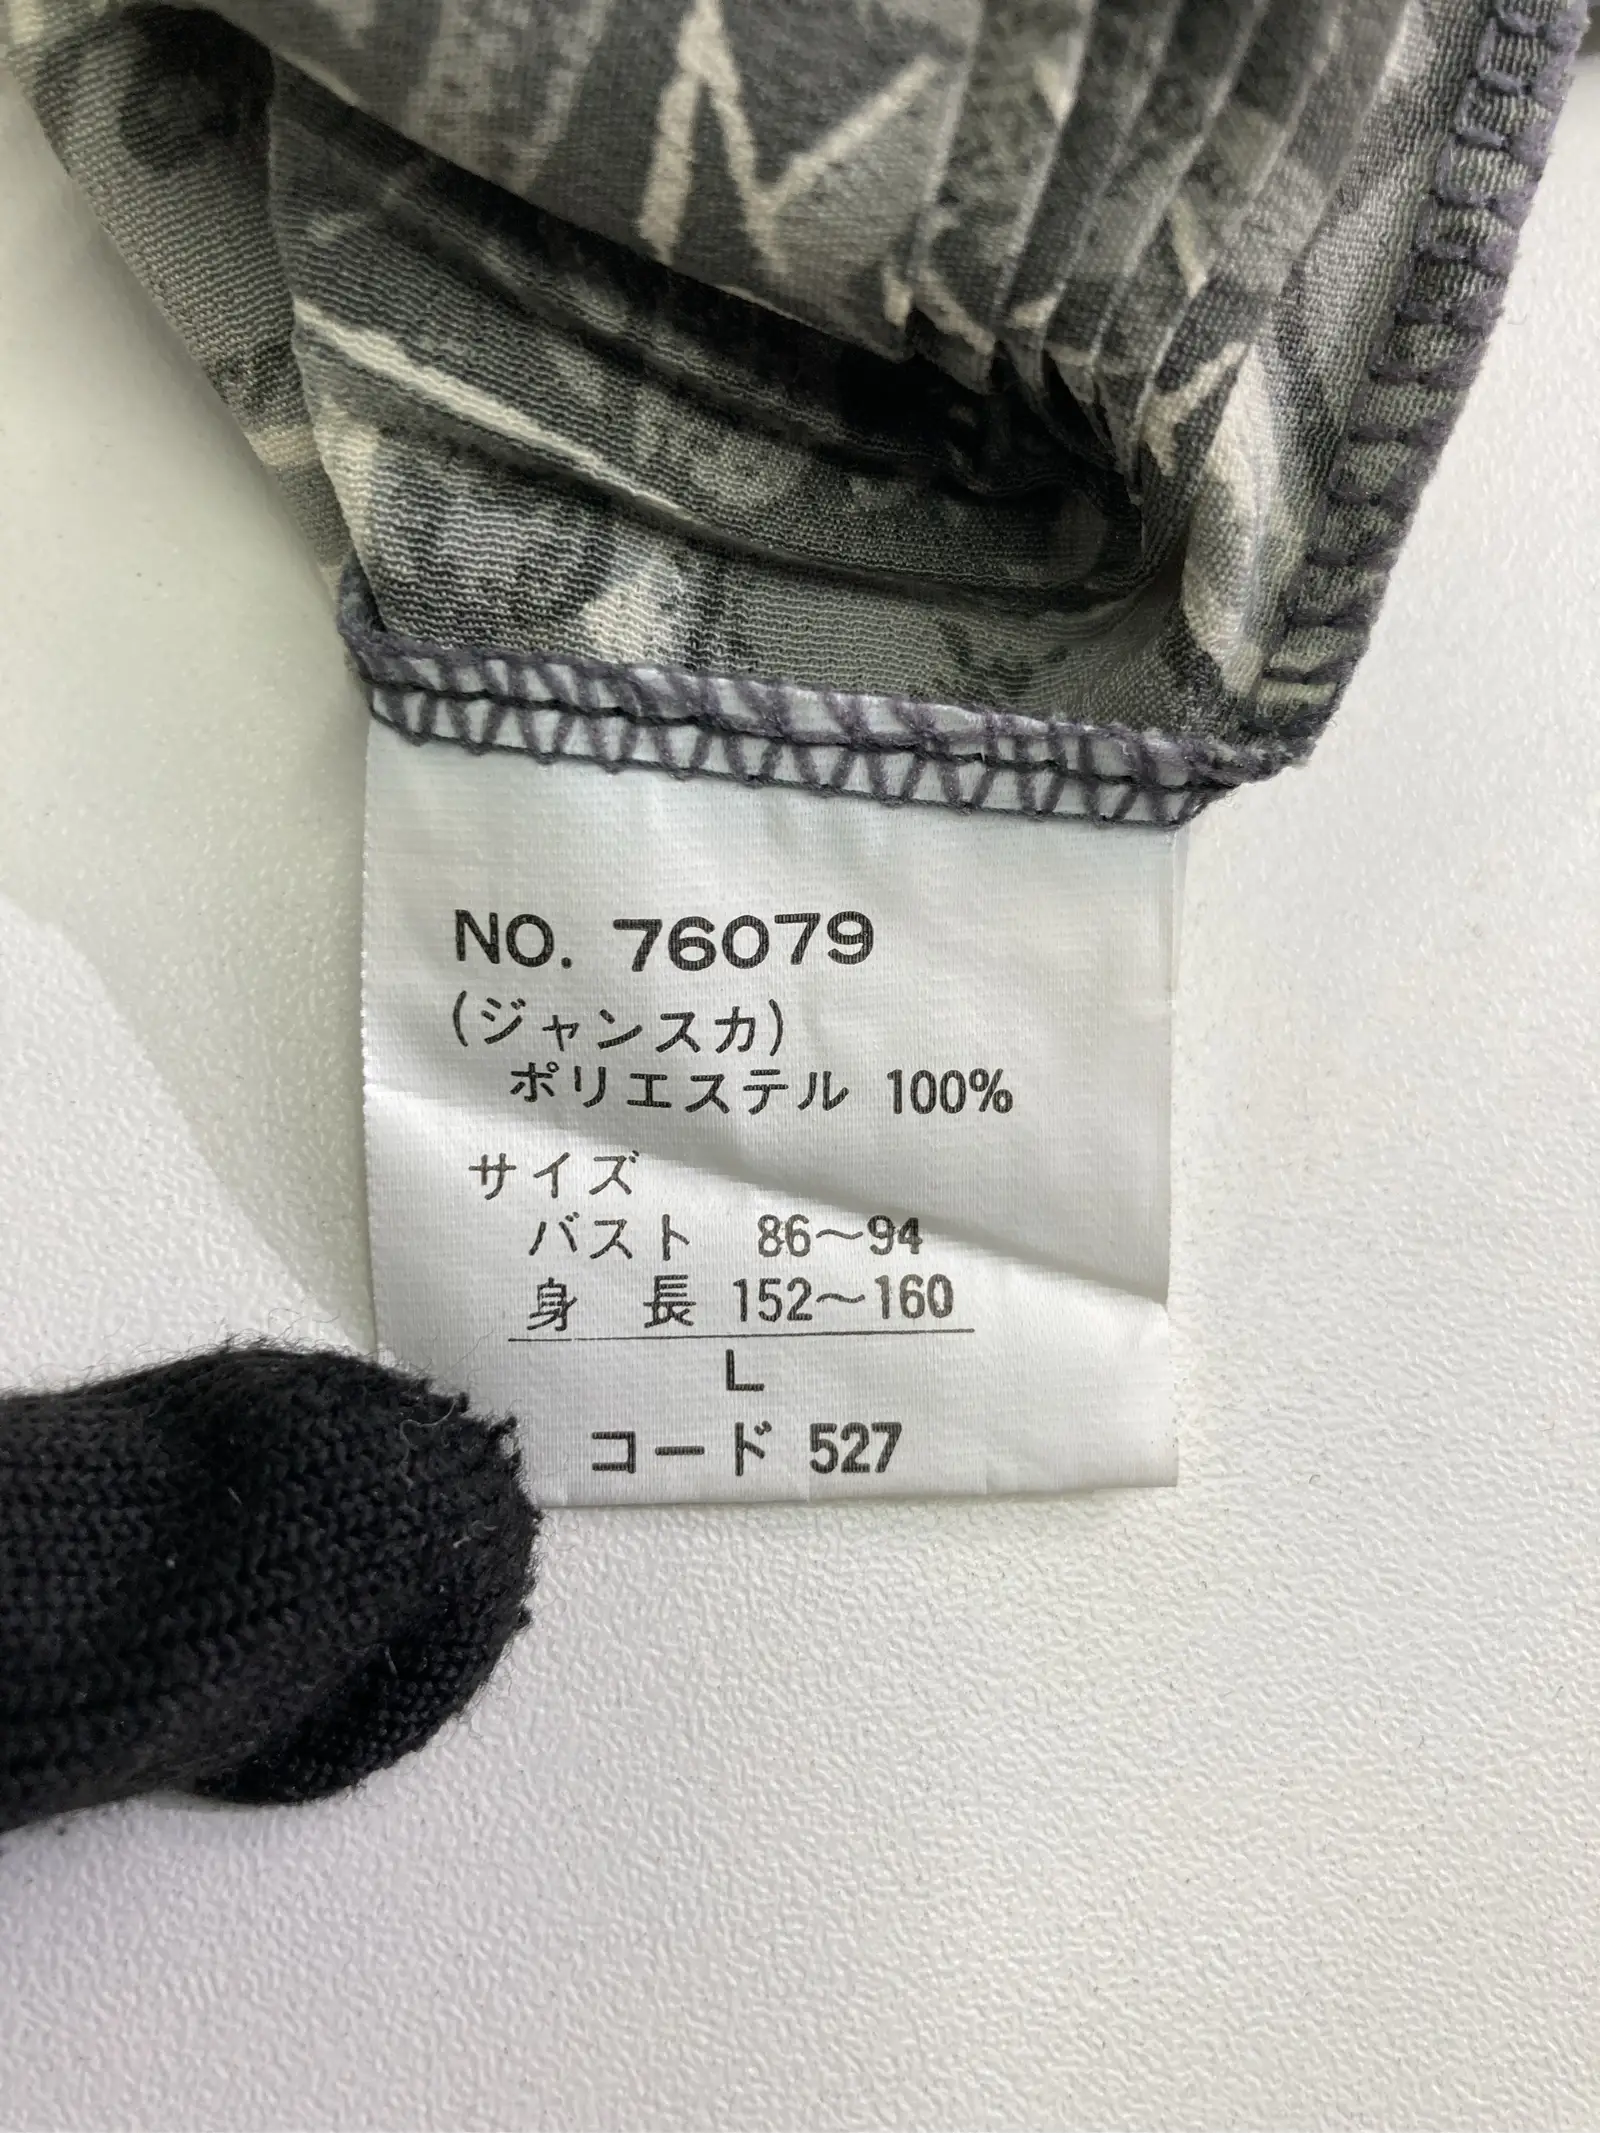 NO. 76079
(ジャンスカ)
ポリエステル 100%
サイズ
バスト 86〜94
身 長 152〜160
L
コード 527